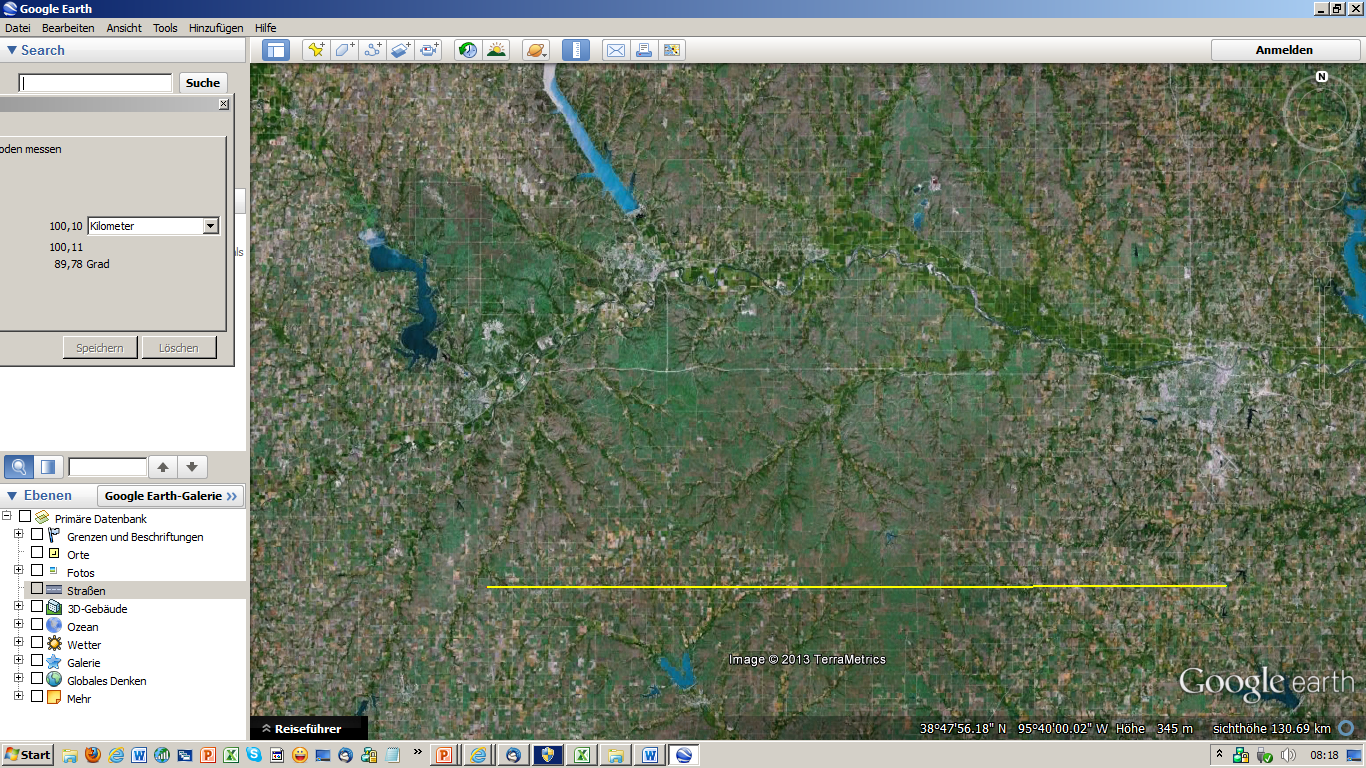 Google Earth
Datei Bearbeiten Ansicht Tools Hinzufügen Hilfe
Search
Anmelden
Suche
oden messen
100,10 Kilometer
100,11
89,78 Grad
als
Speichern Löschen
N
Ebenen
Google Earth-Galerie >>
Primäre Datenbank
Grenzen und Beschriftungen
Orte
Fotos
Straßen
3D-Gebäude
Ozean
Wetter
Galerie
Globales Denken
Mehr
Image © 2013 TerraMetrics
Google earth
Reiseführer
38°47'56.18" N 95°40'00.02" W Höhe 345 m sichthöhe 130.69 km
Start
08:18